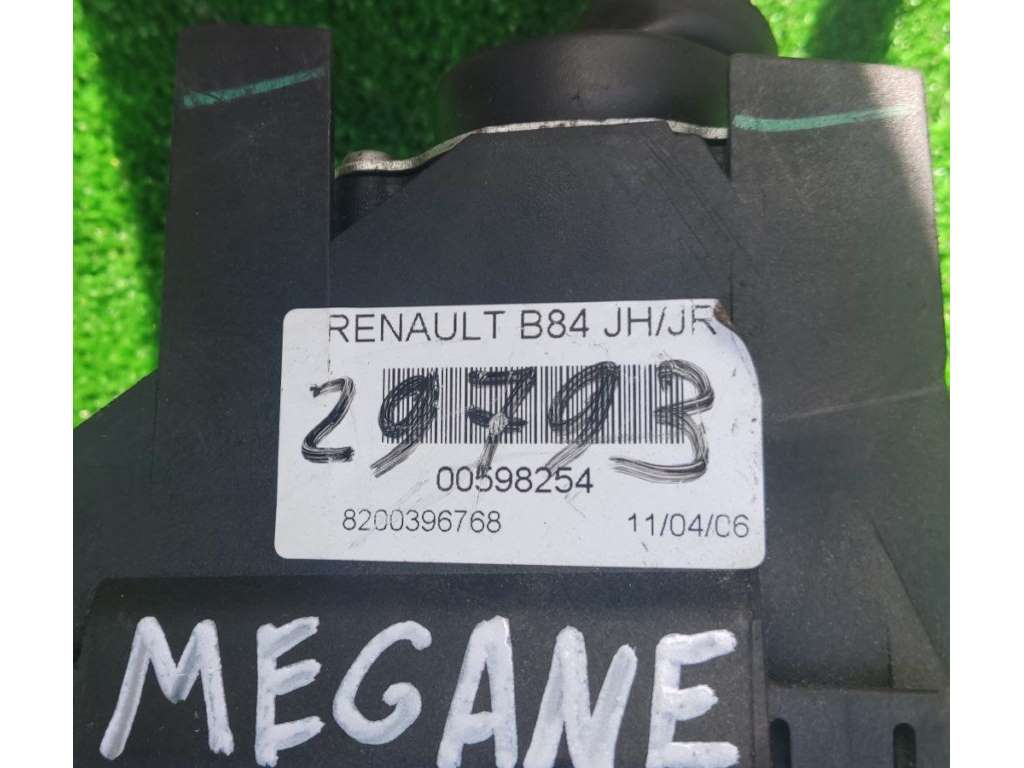 RENAULT B84 JH/JR
29793
00598254
8200396768 11/04/06
MEGANE